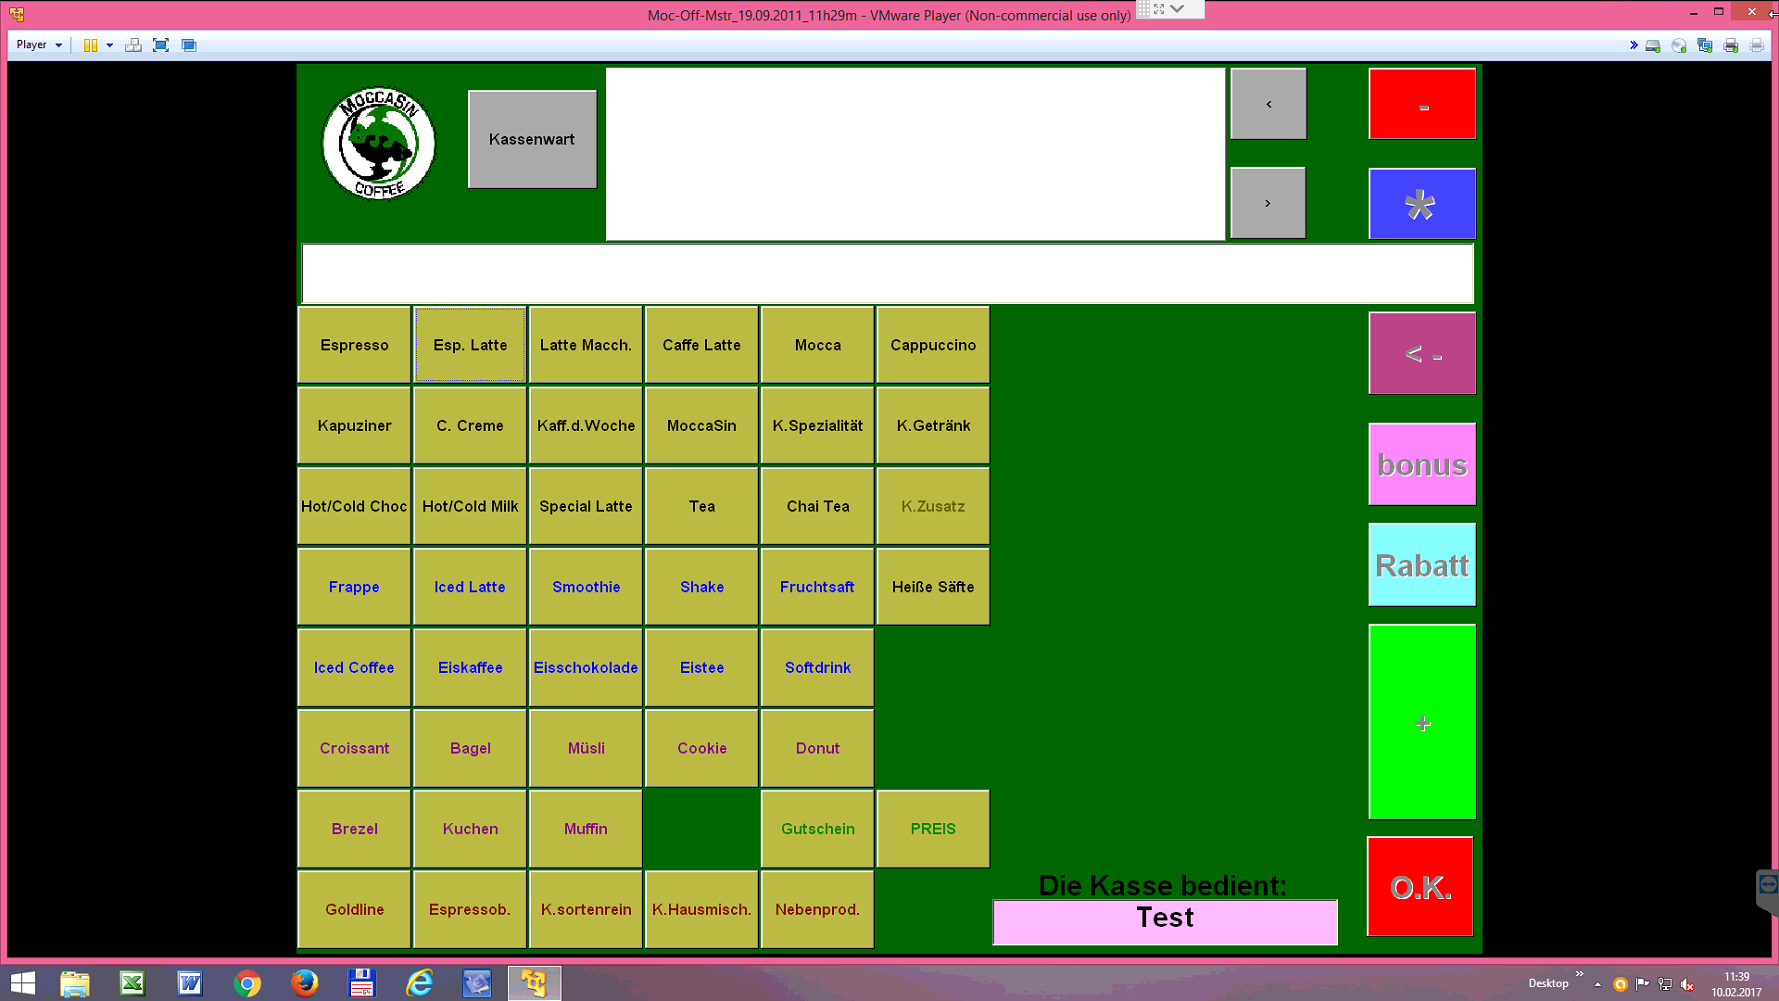 Moc-Off-Mstr_19.09.2011_11h29m - VMware Player (Non-commercial use only)
Player
MOCCASIN
COFFEE
Kassenwart
<
-
>
*
Espresso
Esp. Latte
Latte Macch.
Caffe Latte
Mocca
Cappuccino
< -
Kapuziner
C. Creme
Kaff.d.Woche
MoccaSin
K.Spezialität
K.Getränk
bonus
Hot/Cold Choc
Hot/Cold Milk
Special Latte
Tea
Chai Tea
K.Zusatz
Rabatt
Frappe
Iced Latte
Smoothie
Shake
Fruchtsaft
Heiße Säfte
Iced Coffee
Eiskaffee
Eisschokolade
Eistee
Softdrink
+
Croissant
Bagel
Müsli
Cookie
Donut
Brezel
Kuchen
Muffin
Gutschein
PREIS
Die Kasse bedient:
Test
O.K.
Goldline
Espressob.
K.sortenrein
K.Hausmisch.
Nebenprod.
Desktop
11:39
10.02.2017